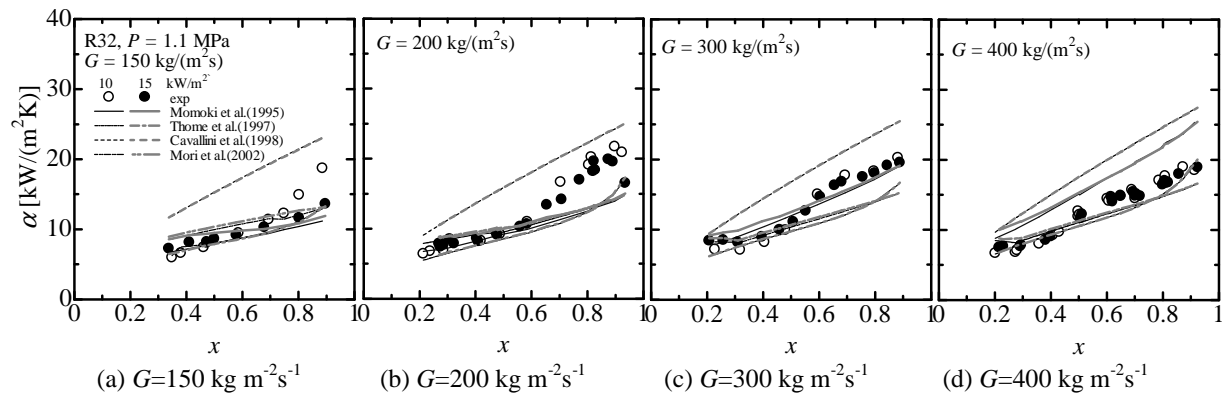 40
30
20
10
0
α [kW/(m²K)]
R32, P = 1.1 MPa
G = 150 kg/(m²s)
10 15 kW/m²
exp
Momoki et al.(1995)
Thome et al.(1997)
Cavallini et al.(1998)
Mori et al.(2002)
G = 200 kg/(m²s)
G = 300 kg/(m²s)
G = 400 kg/(m²s)
0 0.2 0.4 0.6 0.8 1
0 0.2 0.4 0.6 0.8 1
0 0.2 0.4 0.6 0.8 1
0 0.2 0.4 0.6 0.8 1
x x x x
(a) G=150 kg m⁻²s⁻¹ (b) G=200 kg m⁻²s⁻¹ (c) G=300 kg m⁻²s⁻¹ (d) G=400 kg m⁻²s⁻¹